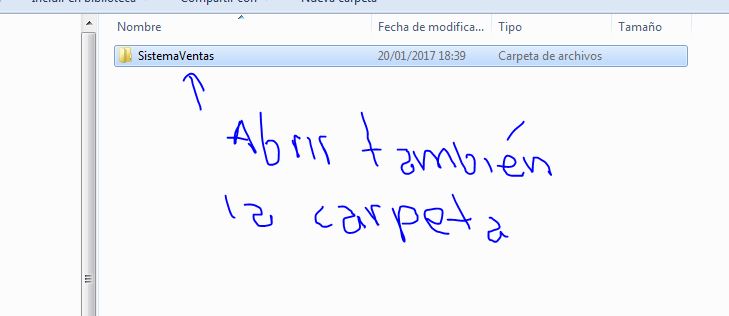 Nombre Fecha de modifica... Tipo Tamaño
SistemaVentas 20/01/2017 18:39 Carpeta de archivos
Abrir también
la carpeta